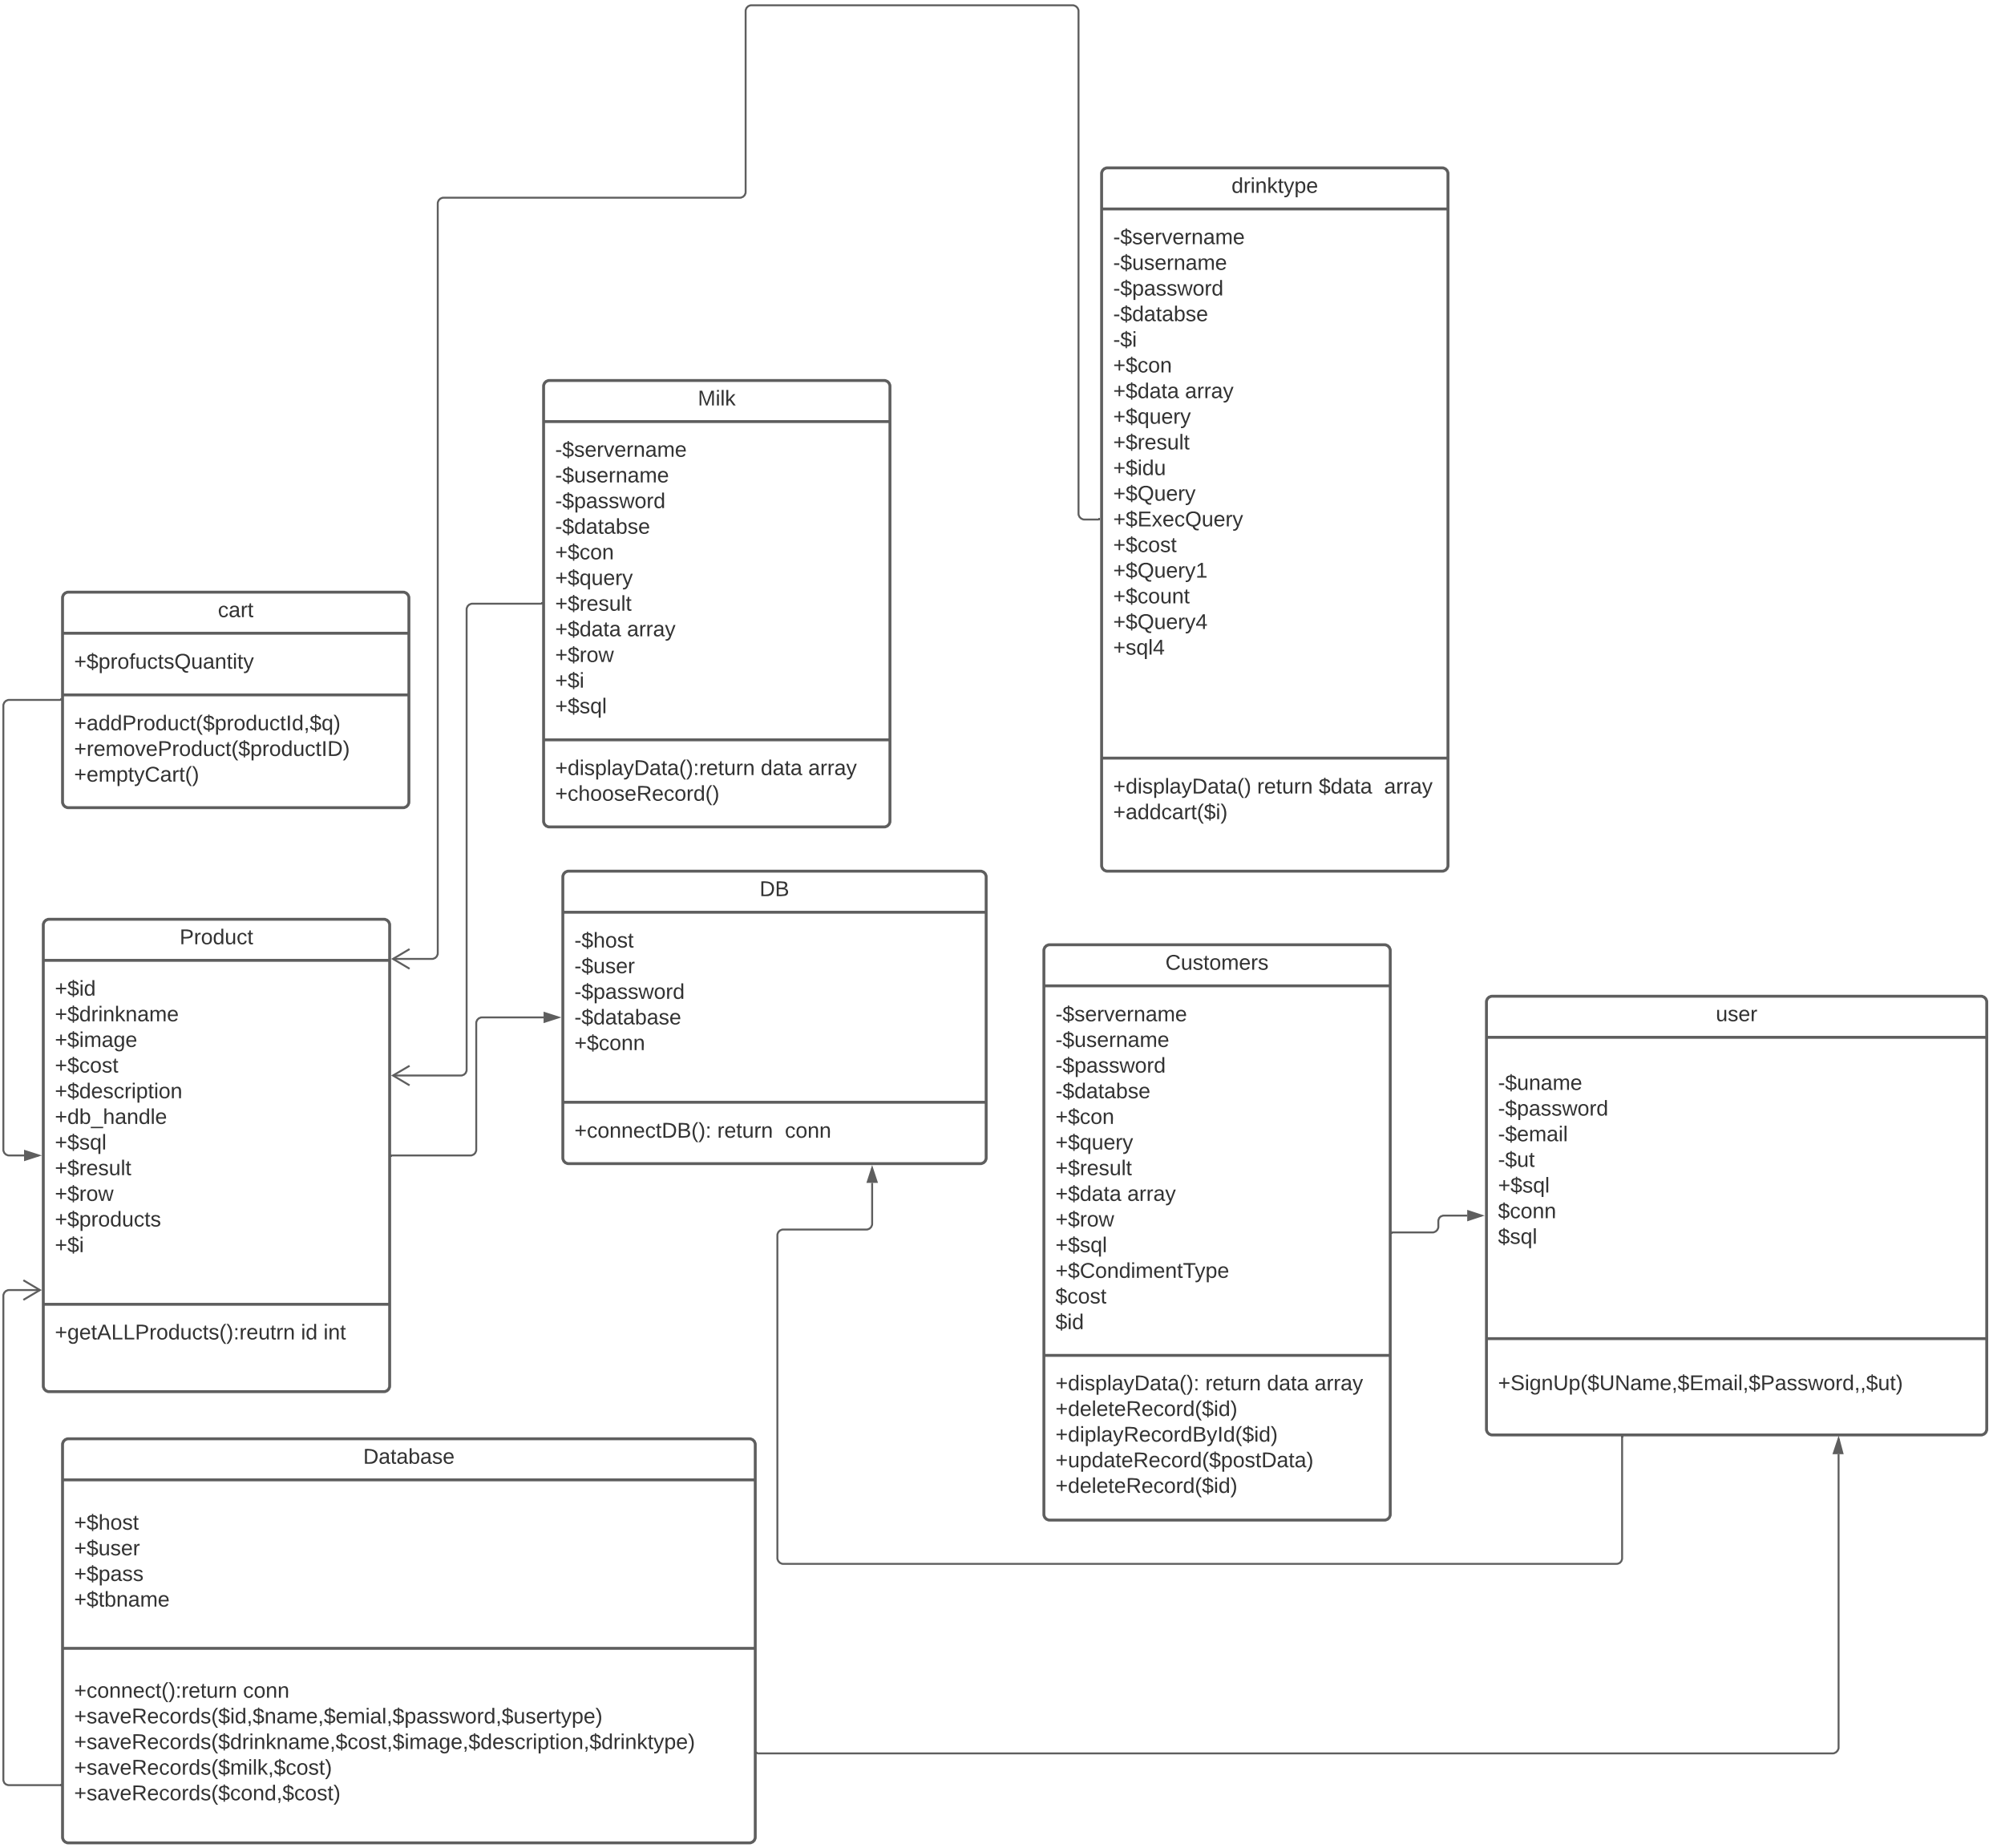 drinktype
-$servername
-$username
-$password
-$databse
-$i
+$con
+$data array
+$query
+$result
+$idu
+$Query
+$ExecQuery
+$cost
+$Query1
+$count
+$Query4
+sql4
+displayData() return $data  array
+addcart($i)
Milk
-$servername
-$username
-$password
-$databse
+$con
+$query
+$result
+$data array
+$row
+$i
+$sql
+displayData():return data array
+chooseRecord()
cart
+$profuctsQuantity
+addProduct($productId,$q)
+removeProduct($productID)
+emptyCart()
DB
-$host
-$user
-$password
-$database
+$conn
+connectDB(): return  conn
Product
+$id
+$drinkname
+$image
+$cost
+$description
+db_handle
+$sql
+$result
+$row
+$products
+$i
+getALLProducts():reutrn id int
Customers
-$servername
-$username
-$password
-$databse
+$con
+$query
+$result
+$data array
+$row
+$sql
+$CondimentType
$cost
$id
+displayData(): return data array
+deleteRecord($id)
+diplayRecordById($id)
+updateRecord($postData)
+deleteRecord($id)
user
-$uname
-$password
-$email
-$ut
+$sql
$conn
$sql
+SignUp($UName,$Email,$Password,,$ut)
Database
+$host
+$user
+$pass
+$tbname
+connect():return conn
+saveRecords($id,$name,$emial,$password,$usertype)
+saveRecords($drinkname,$cost,$image,$description,$drinktype)
+saveRecords($milk,$cost)
+saveRecords($cond,$cost)